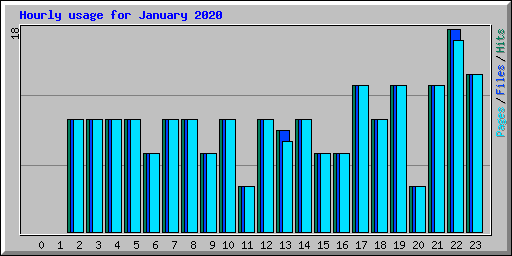 Hourly usage for January 2020
18
Pages/Files/Hits
0 1 2 3 4 5 6 7 8 9 10 11 12 13 14 15 16 17 18 19 20 21 22 23